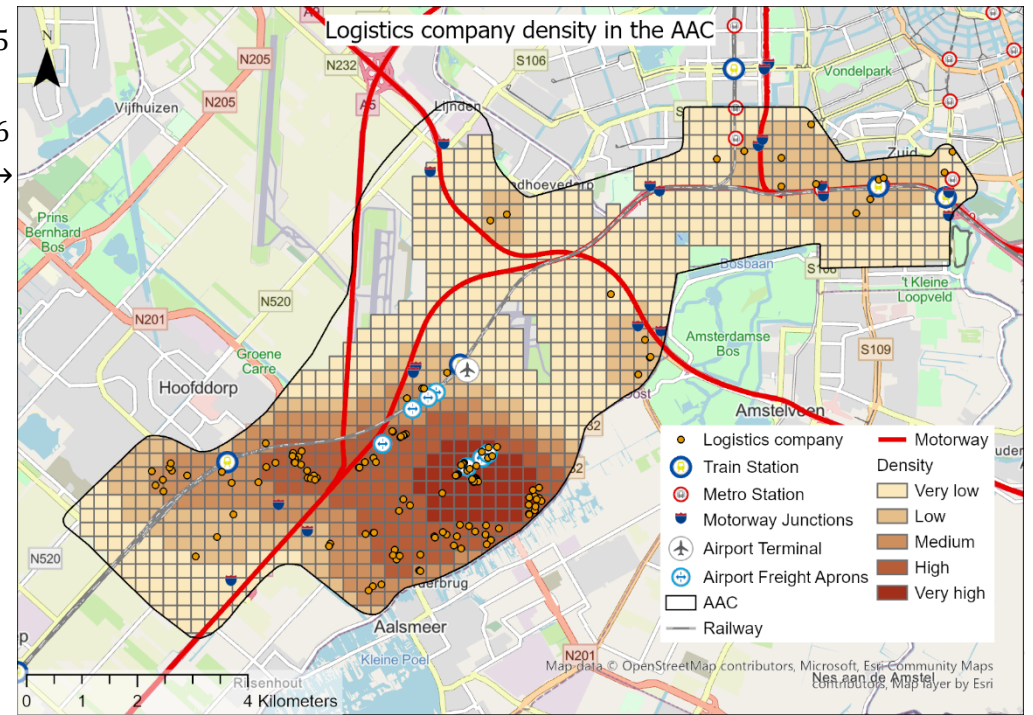 5
6
→
Logistics company density in the AAC
N
A9
N205
N232
S106
A5
Vondelpark
N205
Vijfhuizen
Lijnden
Zuid
Prins
Bernhard
Bos
Bosbaan
S108
't Kleine
Loopveld
N520
N201
Groene
Carre
Amsterdamse
Bos
S109
Hoofddorp
Amstelveen
N520
Aalsmeer
Kleine Poel
N201
Rijsenhout
Logistics company
Train Station
Metro Station
Motorway Junctions
Airport Terminal
Airport Freight Aprons
AAC
Railway
Motorway
Density
Very low
Low
Medium
High
Very high
0 1 2 4 Kilometers
Map data © OpenStreetMap contributors, Microsoft, Esri Community Maps
contributors, Map layer by Esri
Nes aan de Amstel